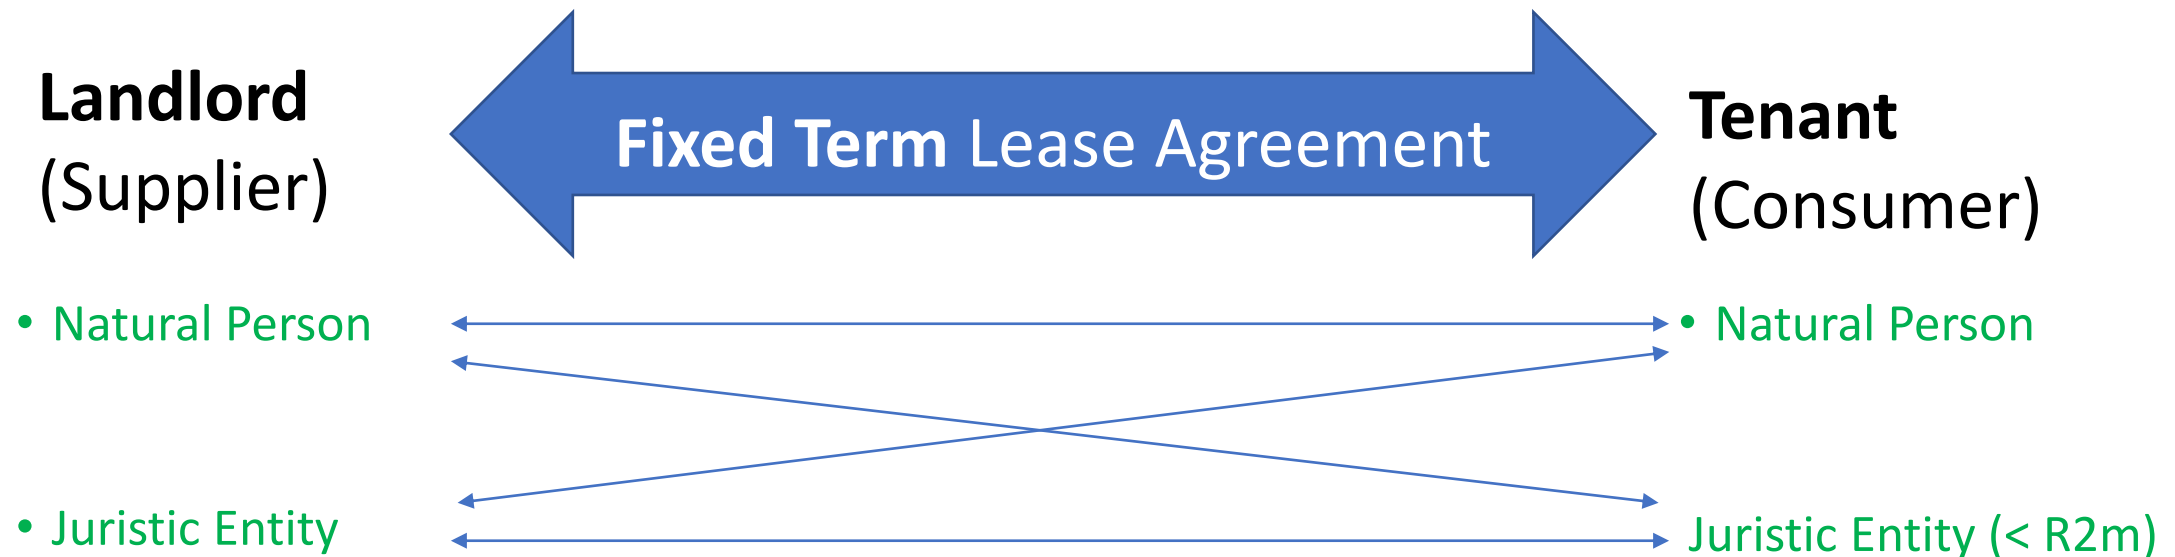 Landlord
(Supplier)
Fixed Term Lease Agreement
Tenant
(Consumer)
• Natural Person
• Natural Person
• Juristic Entity
Juristic Entity (< R2m)